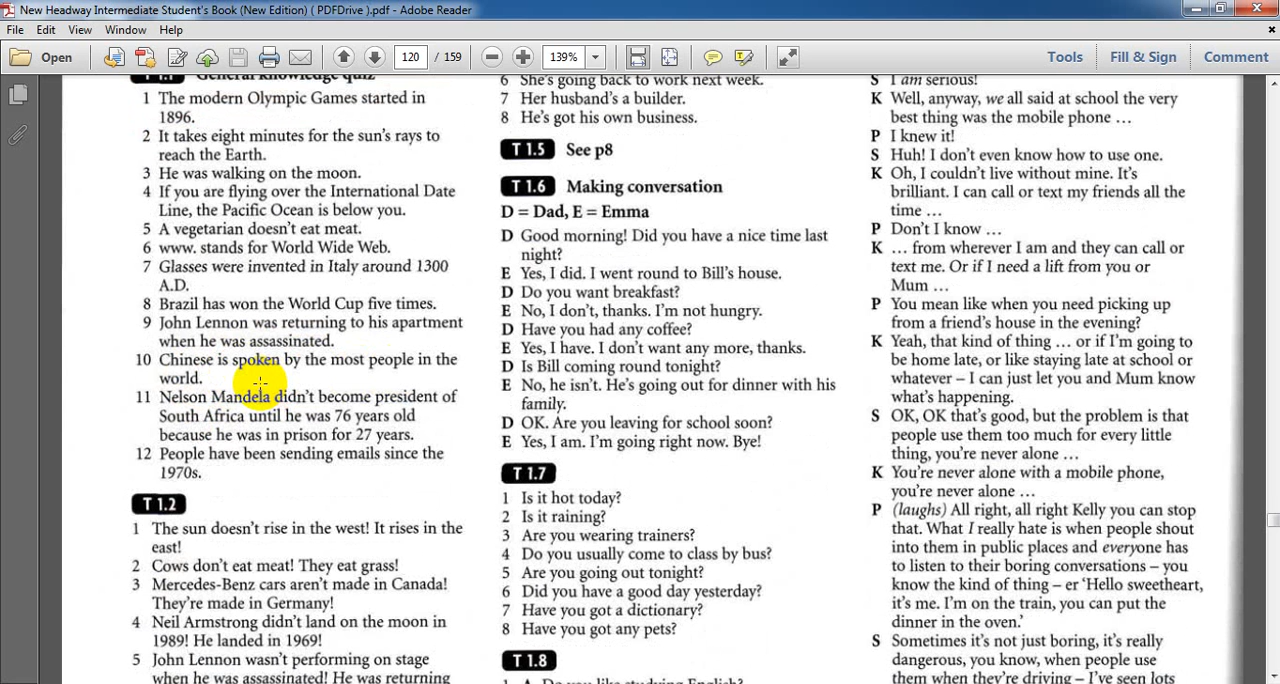 New Headway Intermediate Student's Book (New Edition) ( PDFDrive ).pdf - Adobe Reader
File Edit View Window Help
Open 120 / 159 139% Tools Fill & Sign Comment
T 1.1 General knowledge quiz
1 The modern Olympic Games started in
1896.
2 It takes eight minutes for the sun's rays to
reach the Earth.
3 He was walking on the moon.
4 If you are flying over the International Date
Line, the Pacific Ocean is below you.
5 A vegetarian doesn't eat meat.
6 www. stands for World Wide Web.
7 Glasses were invented in Italy around 1300
A.D.
8 Brazil has won the World Cup five times.
9 John Lennon was returning to his apartment
when he was assassinated.
10 Chinese is spoken by the most people in the
world.
11 Nelson Mandela didn't become president of
South Africa until he was 76 years old
because he was in prison for 27 years.
12 People have been sending emails since the
1970s.
T 1.2
1 The sun doesn't rise in the west! It rises in the
east!
2 Cows don't eat meat! They eat grass!
3 Mercedes-Benz cars aren't made in Canada!
They're made in Germany!
4 Neil Armstrong didn't land on the moon in
1989! He landed in 1969!
5 John Lennon wasn't performing on stage
when he was assassinated! He was returning
6 She's going back to work next week.
7 Her husband's a builder.
8 He's got his own business.
T 1.5 See p8
T 1.6 Making conversation
D = Dad, E = Emma
D Good morning! Did you have a nice time last
night?
E Yes, I did. I went round to Bill's house.
D Do you want breakfast?
E No, I don't, thanks. I'm not hungry.
D Have you had any coffee?
E Yes, I have. I don't want any more, thanks.
D Is Bill coming round tonight?
E No, he isn't. He's going out for dinner with his
family.
D OK. Are you leaving for school soon?
E Yes, I am. I'm going right now. Bye!
T 1.7
1 Is it hot today?
2 Is it raining?
3 Are you wearing trainers?
4 Do you usually come to class by bus?
5 Are you going out tonight?
6 Did you have a good day yesterday?
7 Have you got a dictionary?
8 Have you got any pets?
T 1.8
1 A Do you like studying English?
S I am serious!
K Well, anyway, we all said at school the very
best thing was the mobile phone …
P I knew it!
S Huh! I don't even know how to use one.
K Oh, I couldn't live without mine. It's
brilliant. I can call or text my friends all the
time …
P Don't I know …
K … from wherever I am and they can call or
text me. Or if I need a lift from you or
Mum …
P You mean like when you need picking up
from a friend's house in the evening?
K Yeah, that kind of thing … or if I'm going to
be home late, or like staying late at school or
whatever – I can just let you and Mum know
what's happening.
S OK, OK that's good, but the problem is that
people use them too much for every little
thing, you're never alone …
K You're never alone with a mobile phone,
you're never alone …
P (laughs) All right, all right Kelly you can stop
that. What I really hate is when people shout
into them in public places and everyone has
to listen to their boring conversations – you
know the kind of thing – er 'Hello sweetheart,
it's me. I'm on the train, you can put the
dinner in the oven.'
S Sometimes it's not just boring, it's really
dangerous, you know, when people use
them when they're driving – I've seen lots